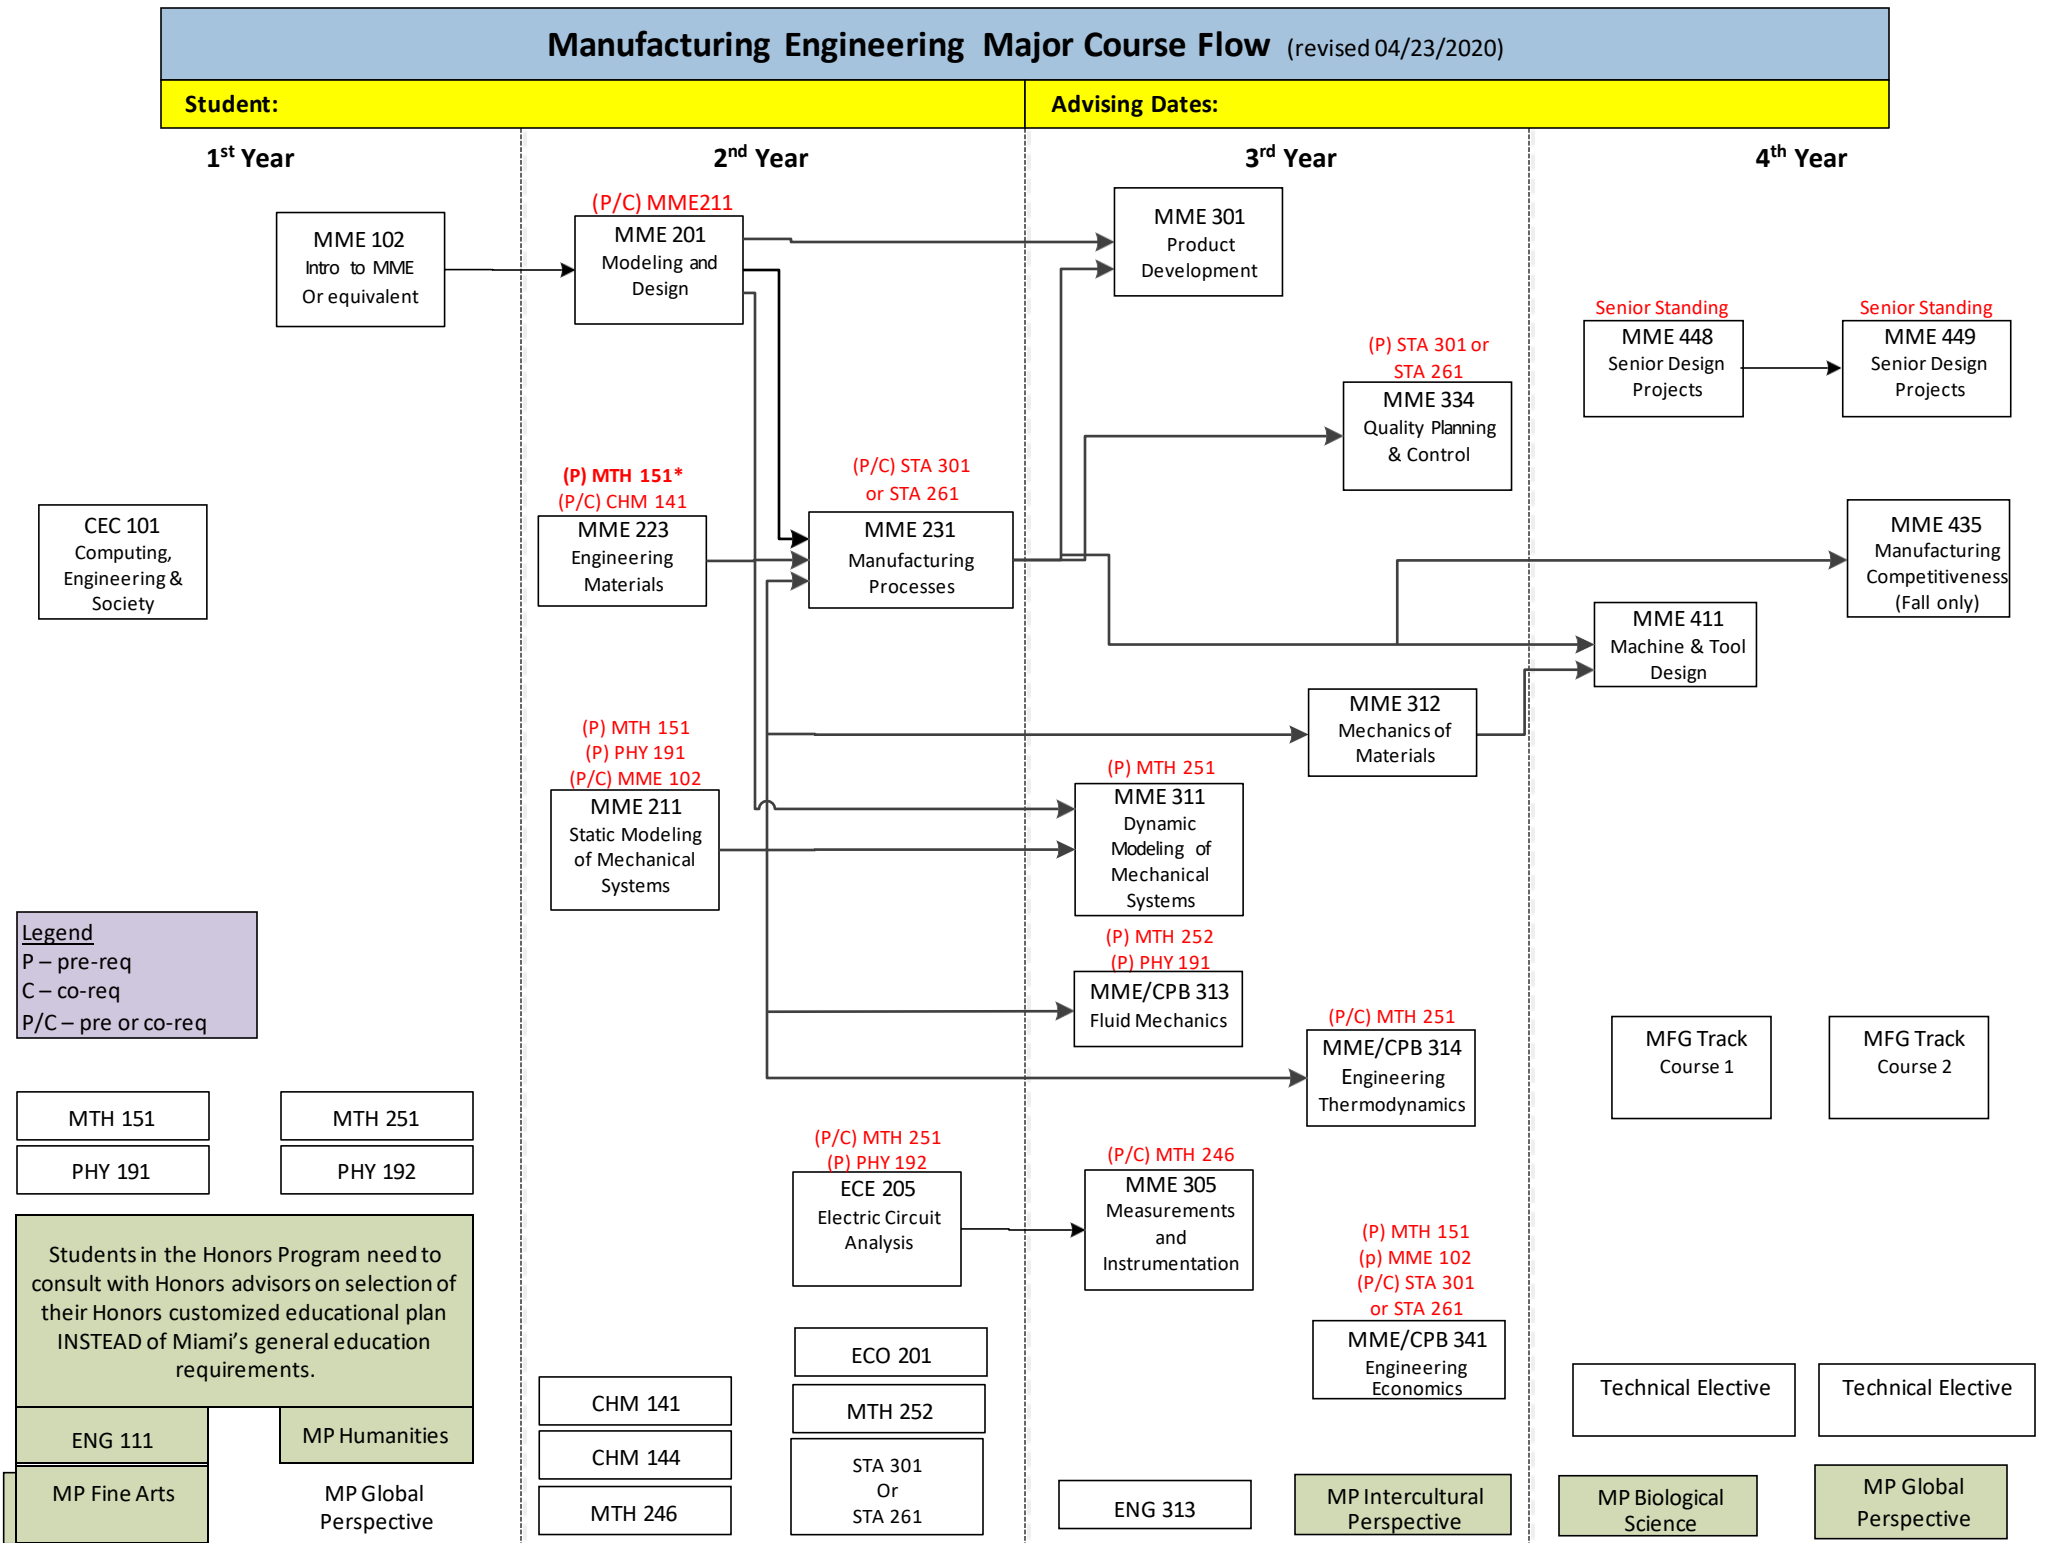 Manufacturing Engineering Major Course Flow (revised 04/23/2020)
Student:
Advising Dates:
1st Year
2nd Year
3rd Year
4th Year
MME 102
Intro to MME
Or equivalent
CEC 101
Computing,
Engineering &
Society
Legend
P – pre-req
C – co-req
P/C – pre or co-req
MTH 151
MTH 251
PHY 191
PHY 192
Students in the Honors Program need to
consult with Honors advisors on selection of
their Honors customized educational plan
INSTEAD of Miami's general education
requirements.
ENG 111
MP Humanities
MP Fine Arts
MP Global
Perspective
(P/C) MME211
MME 201
Modeling and
Design
(P) MTH 151*
(P/C) CHM 141
MME 223
Engineering
Materials
(P/C) STA 301
or STA 261
MME 231
Manufacturing
Processes
(P) MTH 151
(P) PHY 191
(P/C) MME 102
MME 211
Static Modeling
of Mechanical
Systems
(P/C) MTH 251
(P) PHY 192
ECE 205
Electric Circuit
Analysis
ECO 201
CHM 141
MTH 252
CHM 144
STA 301
Or
STA 261
MTH 246
MME 301
Product
Development
(P) STA 301 or
STA 261
MME 334
Quality Planning
& Control
MME 312
Mechanics of
Materials
(P) MTH 251
MME 311
Dynamic
Modeling of
Mechanical
Systems
(P) MTH 252
(P) PHY 191
MME/CPB 313
Fluid Mechanics
(P/C) MTH 251
MME/CPB 314
Engineering
Thermodynamics
(P/C) MTH 246
MME 305
Measurements
and
Instrumentation
(P) MTH 151
(p) MME 102
(P/C) STA 301
or STA 261
MME/CPB 341
Engineering
Economics
ENG 313
MP Intercultural
Perspective
Senior Standing
MME 448
Senior Design
Projects
Senior Standing
MME 449
Senior Design
Projects
MME 435
Manufacturing
Competitiveness
(Fall only)
MME 411
Machine & Tool
Design
MFG Track
Course 1
MFG Track
Course 2
Technical Elective
Technical Elective
MP Biological
Science
MP Global
Perspective